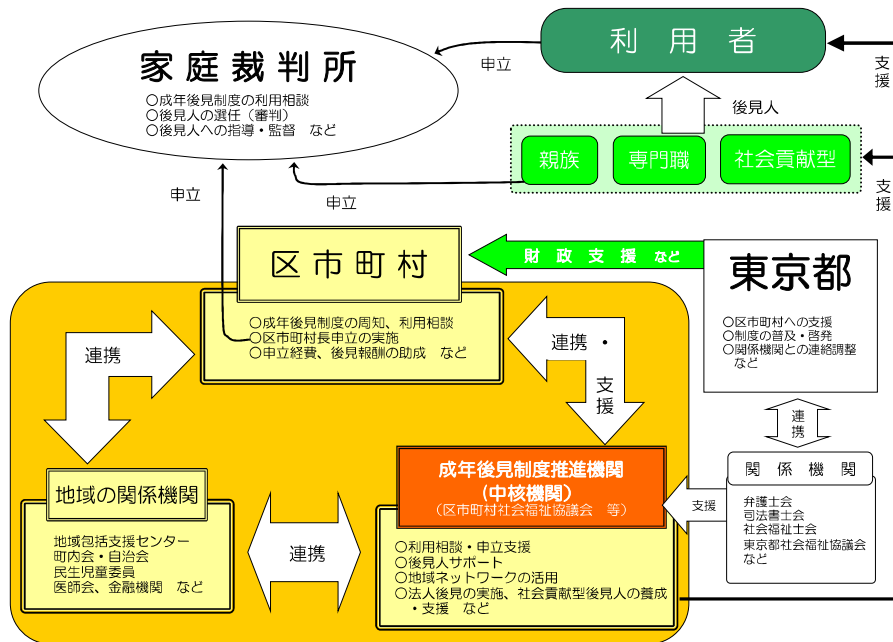 家庭裁判所
○成年後見制度の利用相談
○後見人の選任（審判）
○後見人への指導・監督　など
申立
利　用　者
支援
後見人
親族
専門職
社会貢献型
支援
申立
申立
区市町村
○成年後見制度の周知、利用相談
○区市町村長申立の実施
○申立経費、後見報酬の助成　など
財 政 支 援 など
東京都
○区市町村への支援
○制度の普及・啓発
○関係機関との連絡調整
など
連携
連携・
支援
連携
関 係 機 関
弁護士会
司法書士会
社会福祉士会
東京都社会福祉協議会
など
支援
地域の関係機関
地域包括支援センター
町内会・自治会
民生児童委員
医師会、金融機関　など
連携
成年後見制度推進機関
(中核機関)
（区市町村社会福祉協議会　等）
○利用相談・申立支援
○後見人サポート
○地域ネットワークの活用
○法人後見の実施、社会貢献型後見人の養成
・支援　など